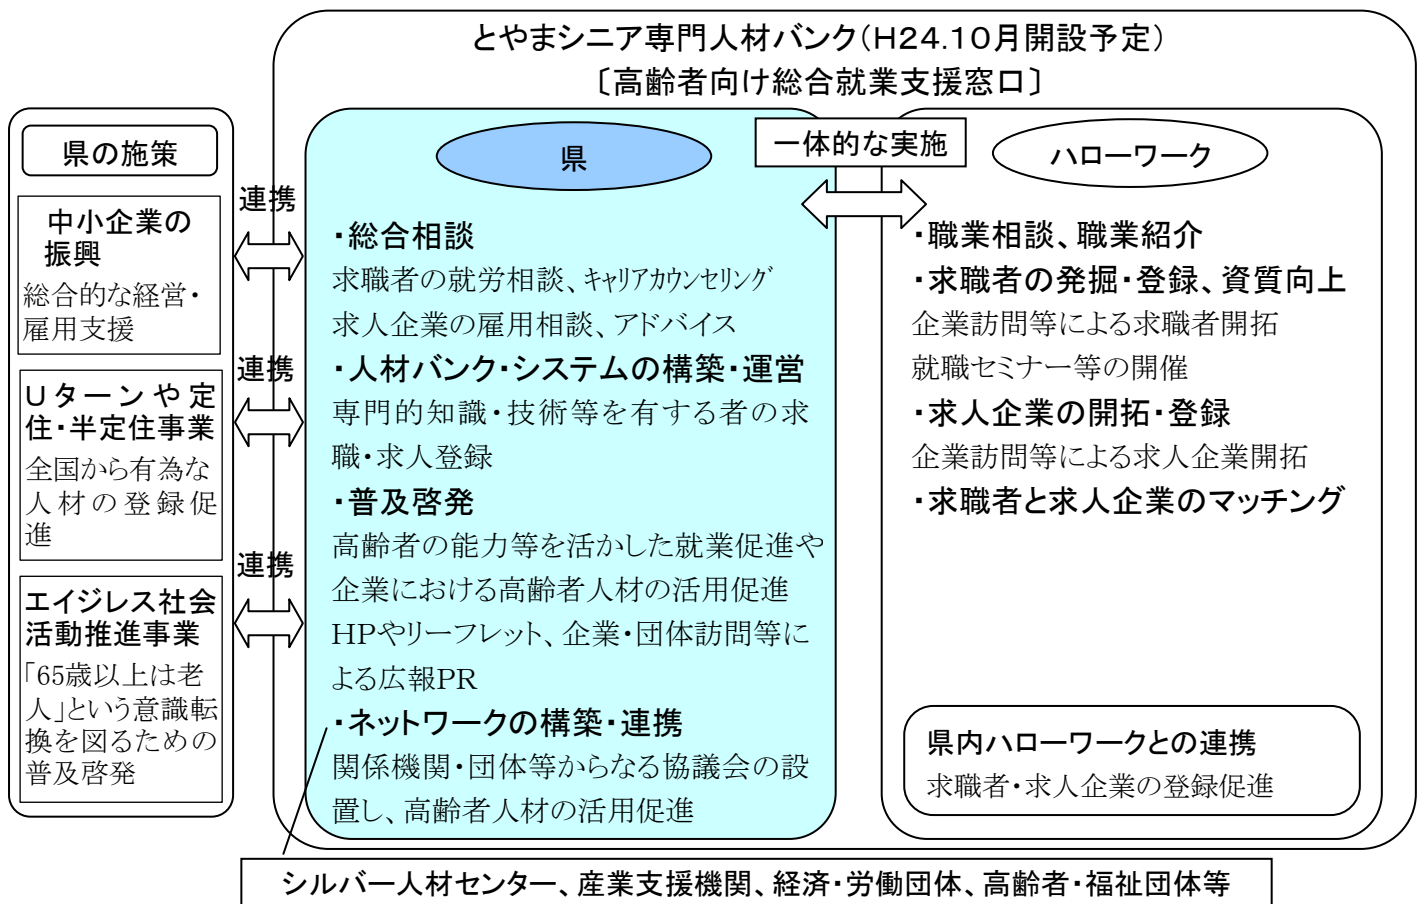 とやまシニア専門人材バンク(H24.10月開設予定)
〔高齢者向け総合就業支援窓口〕
県の施策
中小企業の
振興
総合的な経営・
雇用支援
Uターンや定
住・半定住事業
全国から有為な
人材の登録促
進
エイジレス社会
活動推進事業
「65歳以上は老
人」という意識転
換を図るための
普及啓発
連携
連携
連携
県
・総合相談
求職者の就労相談、キャリアカウンセリング
求人企業の雇用相談、アドバイス
・人材バンク・システムの構築・運営
専門的知識・技術等を有する者の求
職・求人登録
・普及啓発
高齢者の能力等を活かした就業促進や
企業における高齢者人材の活用促進
HPやリーフレット、企業・団体訪問等に
よる広報PR
・ネットワークの構築・連携
関係機関・団体等からなる協議会の設
置し、高齢者人材の活用促進
一体的な実施
ハローワーク
・職業相談、職業紹介
・求職者の発掘・登録、資質向上
企業訪問等による求職者開拓
就職セミナー等の開催
・求人企業の開拓・登録
企業訪問等による求人企業開拓
・求職者と求人企業のマッチング
県内ハローワークとの連携
求職者・求人企業の登録促進
シルバー人材センター、産業支援機関、経済・労働団体、高齢者・福祉団体等